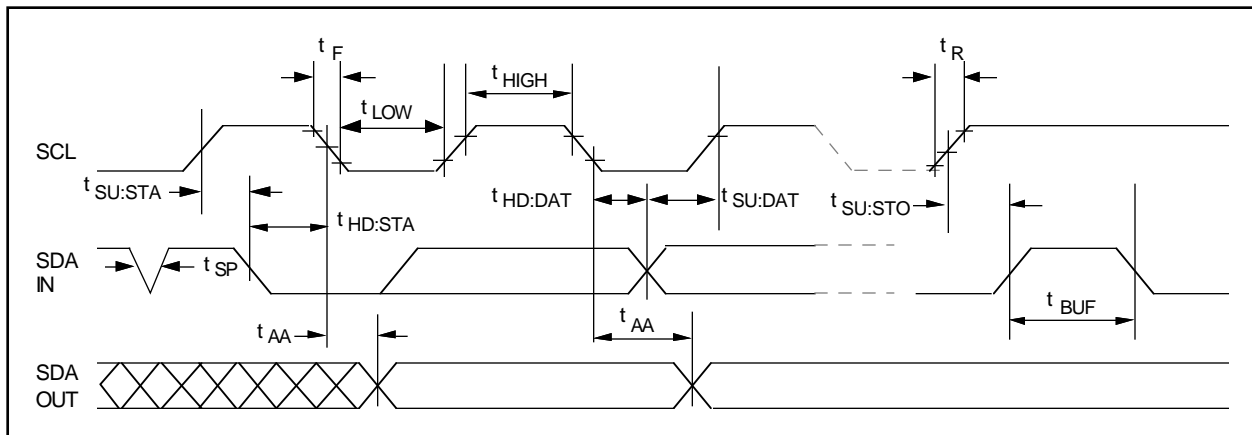 t F
t R
t HIGH
t LOW
SCL
t SU:STA
t HD:DAT
t SU:DAT
t SU:STO
t HD:STA
SDA
IN
t SP
t BUF
t AA
t AA
SDA
OUT